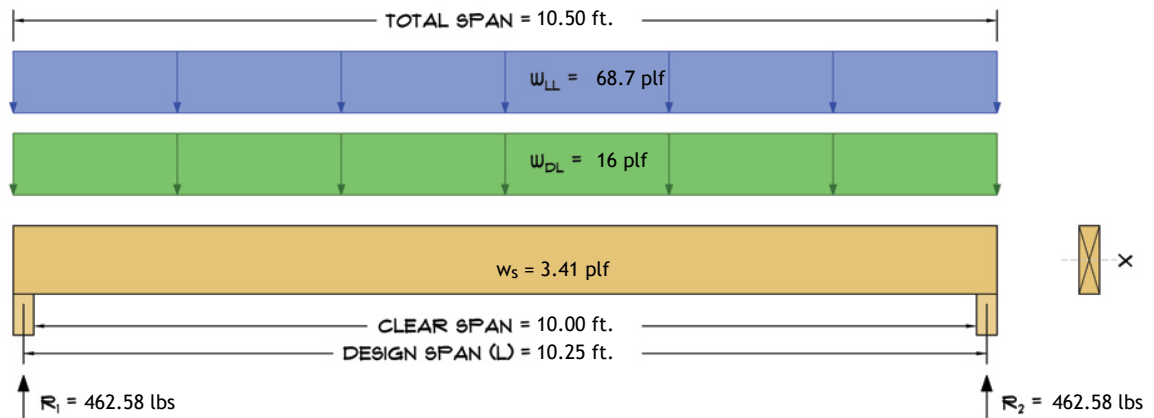 TOTAL SPAN = 10.50 ft.
WLL = 68.7 plf
WDL = 16 plf
ws = 3.41 plf
X
CLEAR SPAN = 10.00 ft.
DESIGN SPAN (L) = 10.25 ft.
R1 = 462.58 lbs
R2 = 462.58 lbs